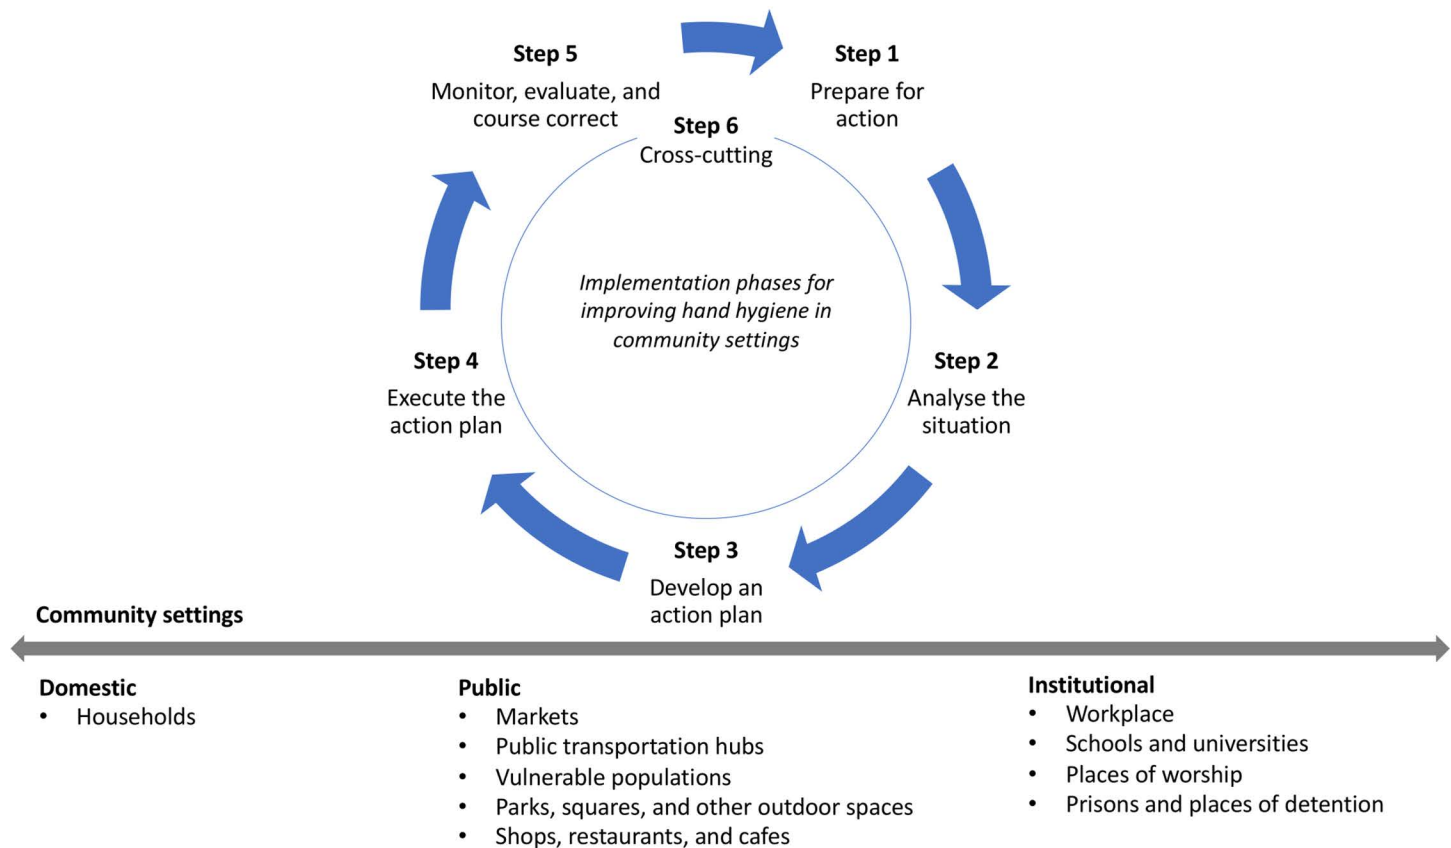 Step 5
Monitor, evaluate, and
course correct
Step 1
Prepare for
action
Step 6
Cross-cutting
Implementation phases for
improving hand hygiene in
community settings
Step 4
Execute the
action plan
Step 2
Analyse the
situation
Step 3
Develop an
action plan
Community settings
Domestic
• Households
Public
• Markets
• Public transportation hubs
• Vulnerable populations
• Parks, squares, and other outdoor spaces
• Shops, restaurants, and cafes
Institutional
• Workplace
• Schools and universities
• Places of worship
• Prisons and places of detention